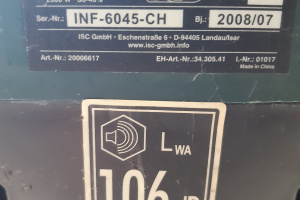 Ser.-Nr.: INF-6045-CH Bj.: 2008/07
ISC GmbH - Eschenstraße 6 - D-94405 Landau/Isar
www.isc-gmbh.info
Art.-Nr.: 20006617 EH-Art.-Nr.: 34.305.41 I.-Nr.: 01017
Made in China
LWA
106 dB